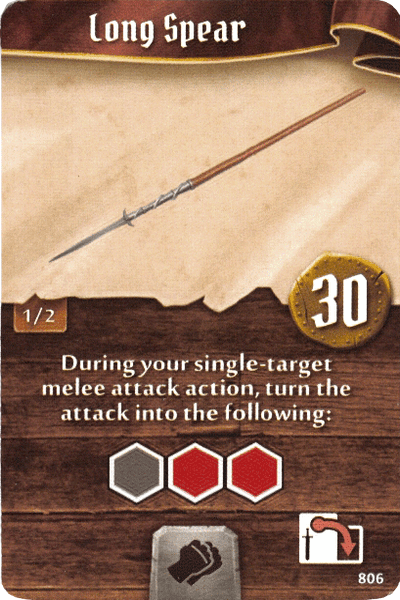 Long Spear
30
1/2
During your single-target
melee attack action, turn the
attack into the following:
806